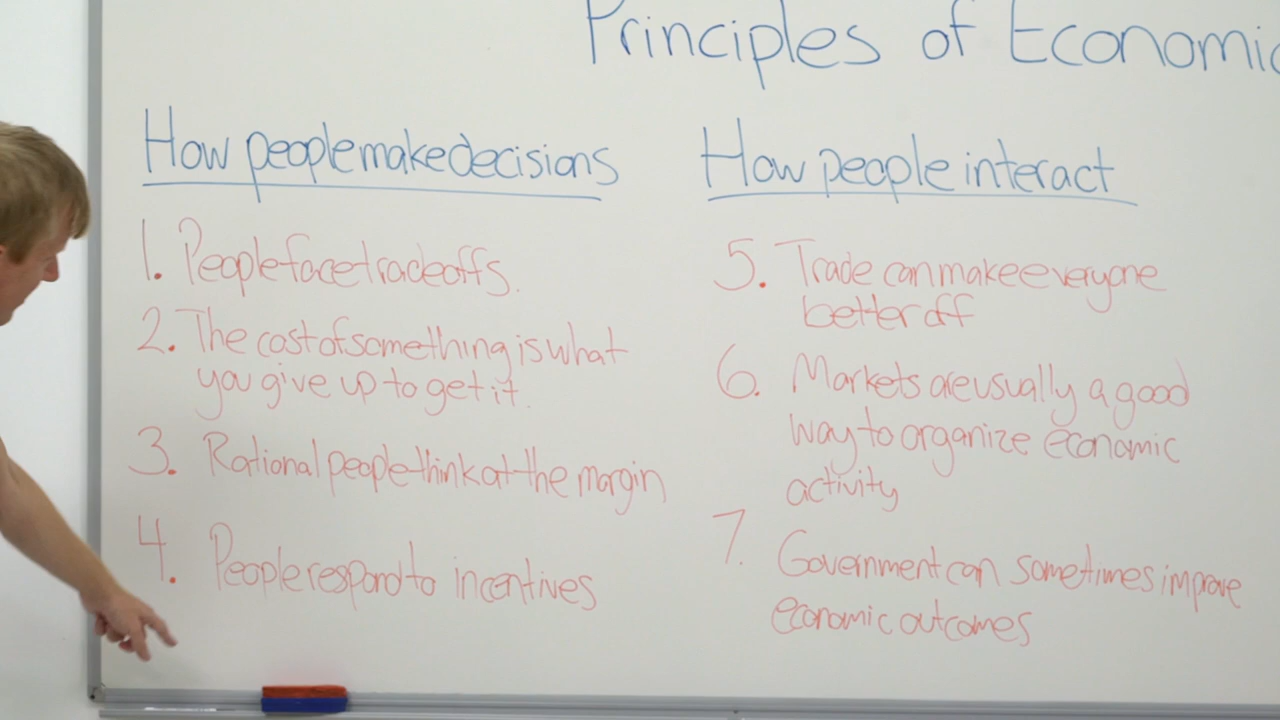 Principles of Economic
How people make decisions
1. People face tradeoffs.
2. The cost of something is what
you give up to get it.
3. Rational people think at the margin
4. People respond to incentives
How people interact
5. Trade can make everyone
better off
6. Markets are usually a good
way to organize economic
activity
7. Government can sometimes improve
economic outcomes